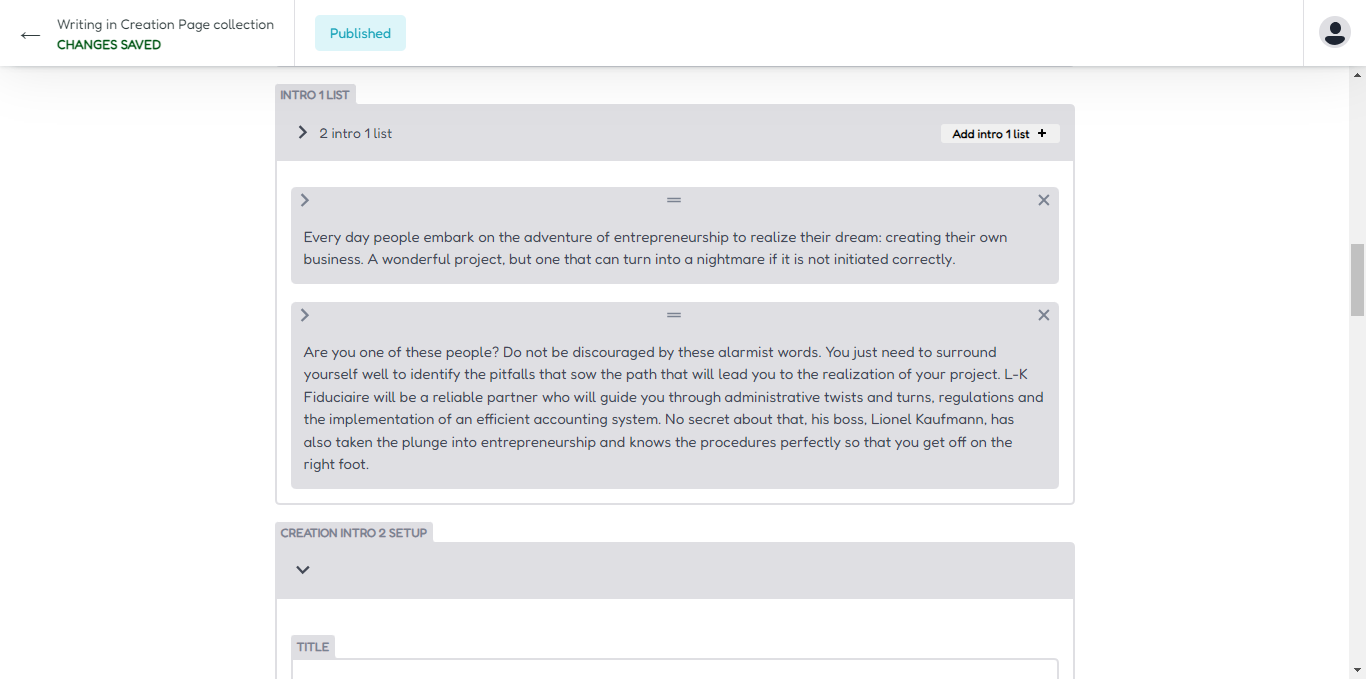 Writing in Creation Page collection
CHANGES SAVED
Published
INTRO 1 LIST
2 intro 1 list
Add intro 1 list +
Every day people embark on the adventure of entrepreneurship to realize their dream: creating their own
business. A wonderful project, but one that can turn into a nightmare if it is not initiated correctly.
Are you one of these people? Do not be discouraged by these alarmist words. You just need to surround
yourself well to identify the pitfalls that sow the path that will lead you to the realization of your project. L-K
Fiduciaire will be a reliable partner who will guide you through administrative twists and turns, regulations and
the implementation of an efficient accounting system. No secret about that, his boss, Lionel Kaufmann, has
also taken the plunge into entrepreneurship and knows the procedures perfectly so that you get off on the
right foot.
CREATION INTRO 2 SETUP
TITLE